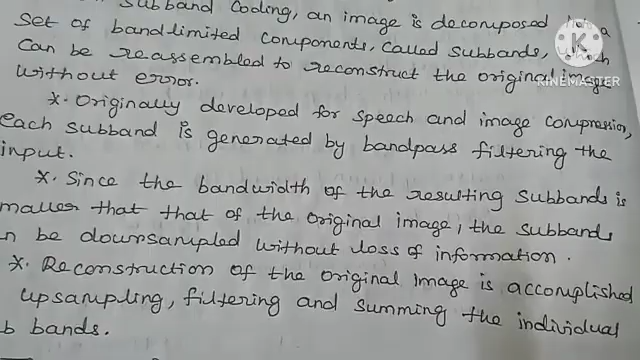 Subband Coding, an image is decomposed into a
Set of bandlimited components, called subbands, which
Can be reassembled to reconstruct the original image
without error.
*. Originally developed for speech and image compression,
each subband is generated by bandpass filtering the
input.
*. Since the bandwidth of the resulting subbands is
maller that that of the original image, the subbands
n be downsampled without loss of information.
*. Reconstruction of the original image is accomplished
upsampling, filtering and summing the individual
b bands.
KINEMASTER